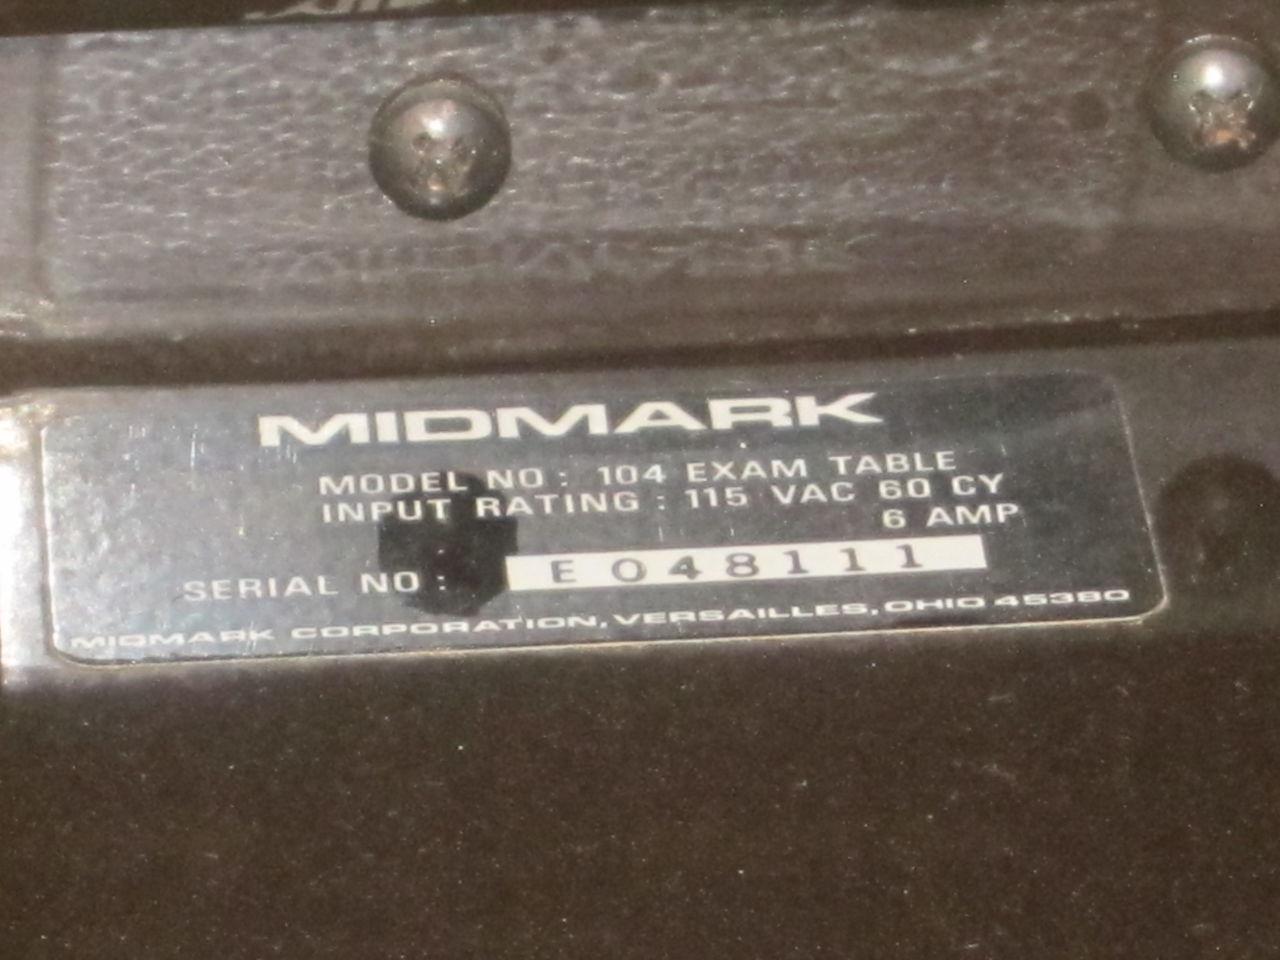 MIDMARK
MODEL NO: 104 EXAM TABLE
INPUT RATING: 115 VAC 60 CY
6 AMP
SERIAL NO: E 048111
MIDMARK CORPORATION, VERSAILLES, OHIO 45380